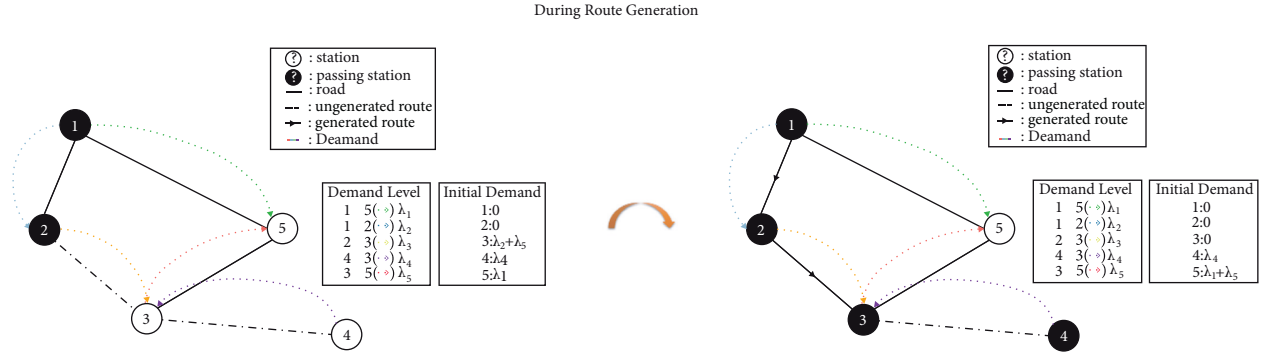 During Route Generation
? : station
? : passing station
: road
: ungenerated route
: generated route
: Deamand
1
2
3
4
5
Demand Level
1 5( ) λ1
1 2( ) λ2
2 3( ) λ3
4 3( ) λ4
3 5( ) λ5
Initial Demand
1:0
2:0
3:λ2+λ5
4:λ4
5:λ1
? : station
? : passing station
: road
: ungenerated route
: generated route
: Deamand
1
2
3
4
5
Demand Level
1 5( ) λ1
1 2( ) λ2
2 3( ) λ3
4 3( ) λ4
3 5( ) λ5
Initial Demand
1:0
2:0
3:0
4:λ4
5:λ1+λ5